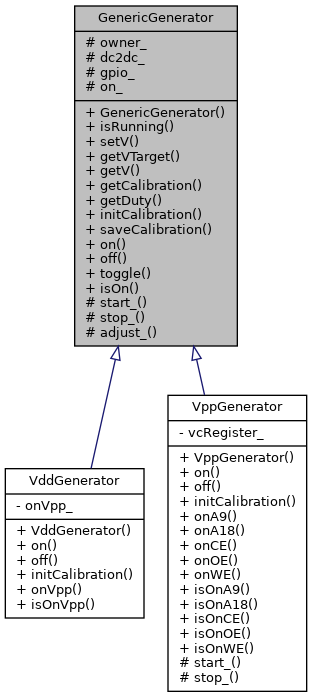 GenericGenerator
# owner_
# dc2dc_
# gpio_
# on_
+ GenericGenerator()
+ isRunning()
+ setV()
+ getVTarget()
+ getV()
+ getCalibration()
+ getDuty()
+ initCalibration()
+ saveCalibration()
+ on()
+ off()
+ toggle()
+ isOn()
# start_()
# stop_()
# adjust_()
VddGenerator
- onVpp_
+ VddGenerator()
+ on()
+ off()
+ initCalibration()
+ onVpp()
+ isOnVpp()
VppGenerator
- vcRegister_
+ VppGenerator()
+ on()
+ off()
+ initCalibration()
+ onA9()
+ onA18()
+ onCE()
+ onOE()
+ onWE()
+ isOnA9()
+ isOnA18()
+ isOnCE()
+ isOnOE()
+ isOnWE()
# start_()
# stop_()